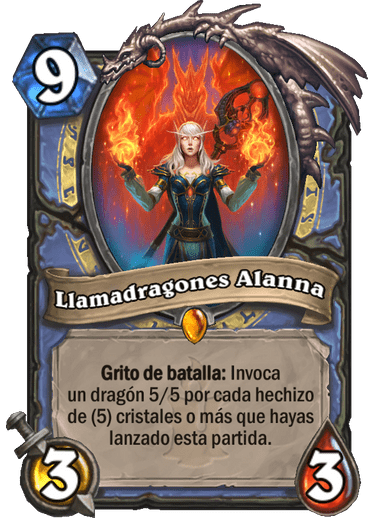 9
Llamadragones Alanna
Grito de batalla: Invoca
un dragón 5/5 por cada hechizo
de (5) cristales o más que hayas
lanzado esta partida.
3
3